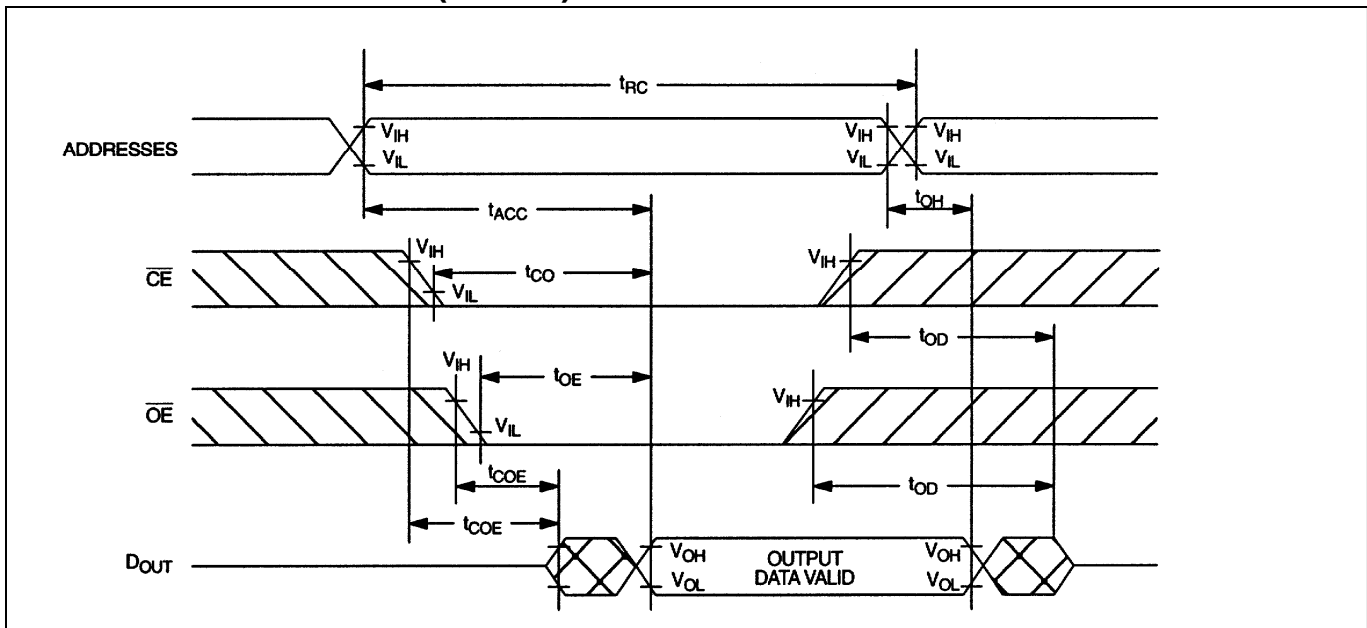 tRC
ADDRESSES
VIH
VIL
VIH
VIL
VIH
VIL
tACC
tOH
CE
VIH
VIL
tCO
VIH
tOD
OE
VIH
VIL
tOE
VIH
tCOE
tOD
tCOE
DOUT
VOH
VOL
OUTPUT
DATA VALID
VOH
VOL